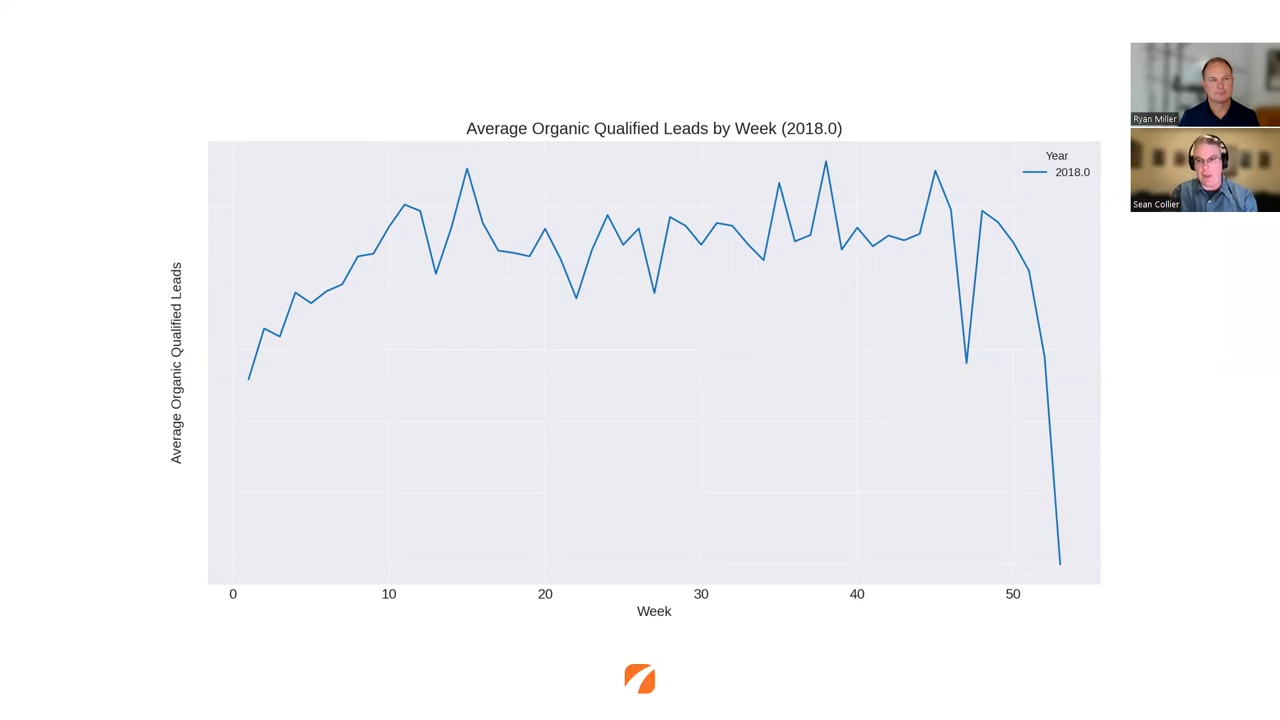 Average Organic Qualified Leads by Week (2018.0)
Year
2018.0
Average Organic Qualified Leads
0 10 20 30 40 50
Week
Ryan Miller
Sean Collier